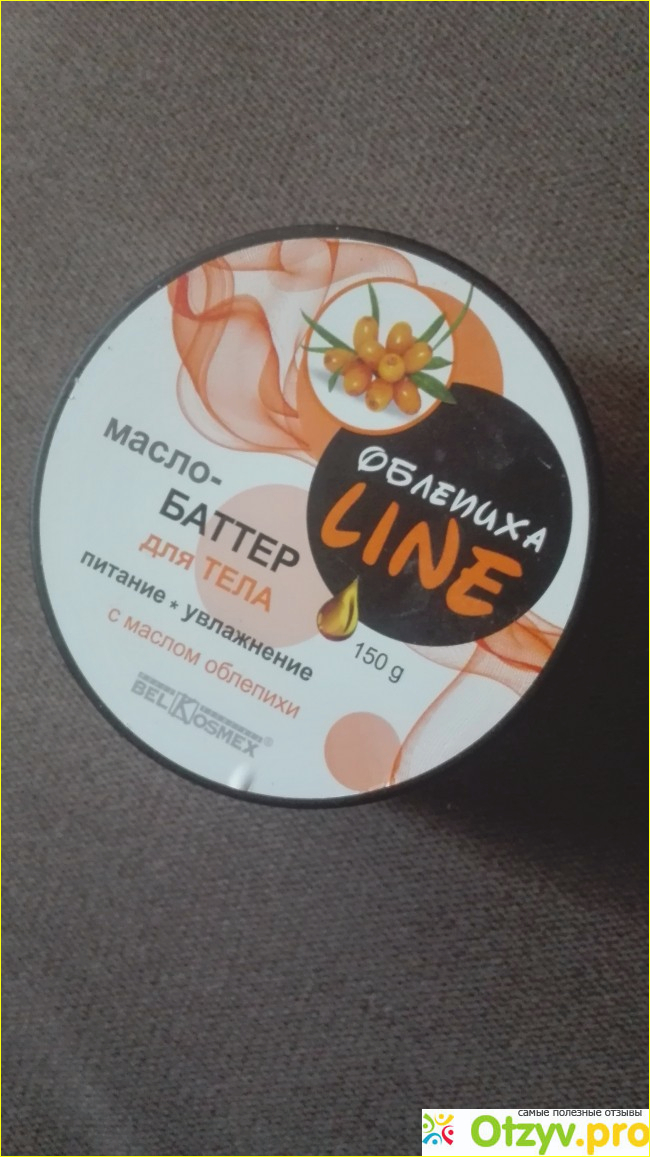 ОБЛЕПИХА
LINE
масло-
БАТТЕР
для ТЕЛА
питание * увлажнение
с маслом облепихи
150 g
BELKOSMEX®
самые полезные отзывы
Otzyv.pro